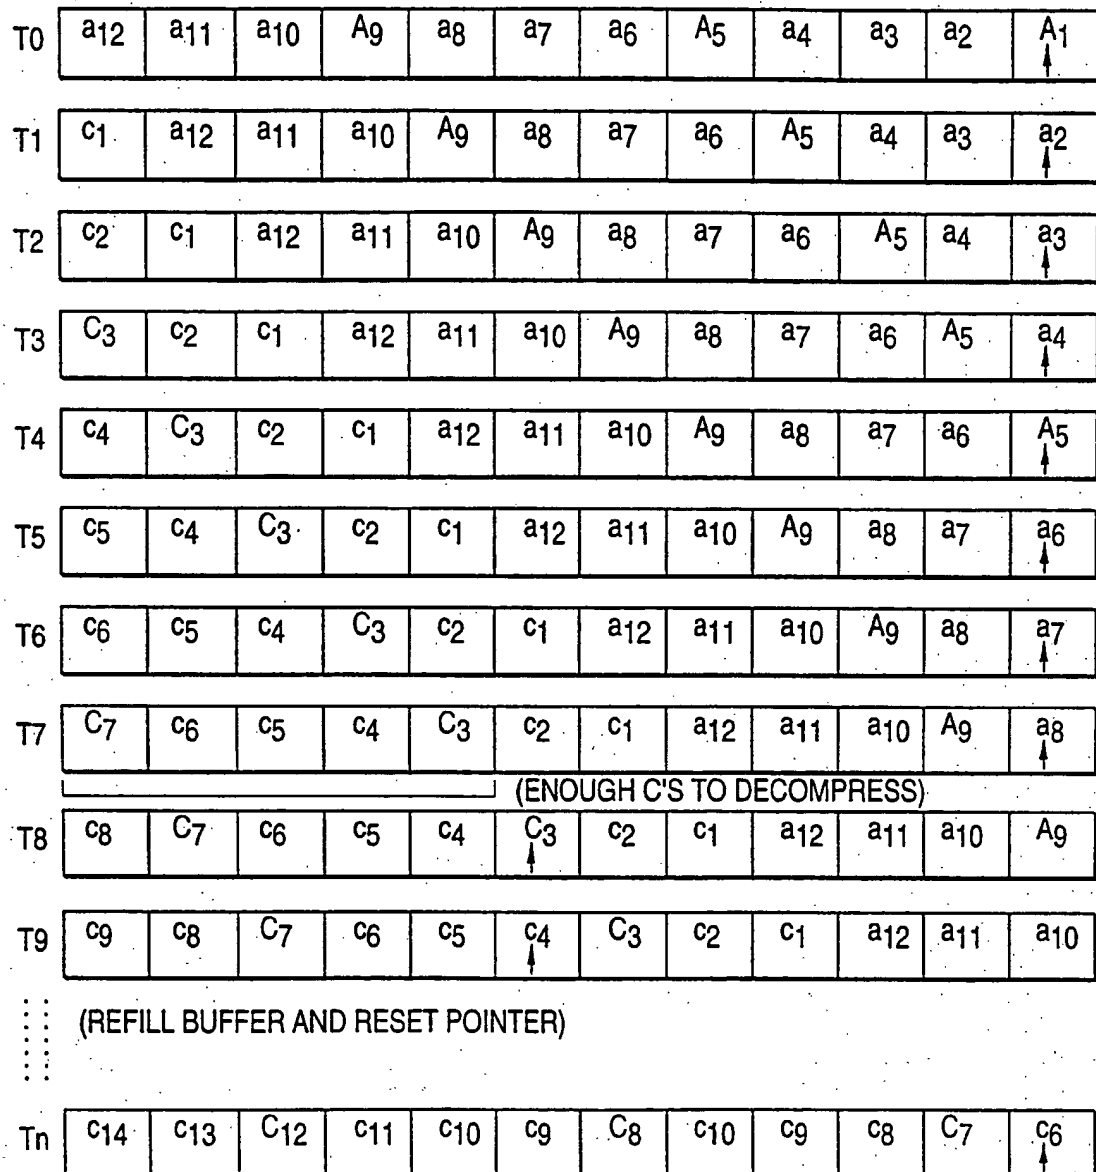 T0 a12 a11 a10 A9 a8 a7 a6 A5 a4 a3 a2 A1
T1 c1 a12 a11 a10 A9 a8 a7 a6 A5 a4 a3 a2
T2 c2 c1 a12 a11 a10 A9 a8 a7 a6 A5 a4 a3
T3 C3 c2 c1 a12 a11 a10 A9 a8 a7 a6 A5 a4
T4 c4 C3 c2 c1 a12 a11 a10 A9 a8 a7 a6 A5
T5 c5 c4 C3 c2 c1 a12 a11 a10 A9 a8 a7 a6
T6 c6 c5 c4 C3 c2 c1 a12 a11 a10 A9 a8 a7
T7 C7 c6 c5 c4 C3 c2 c1 a12 a11 a10 A9 a8
(ENOUGH C'S TO DECOMPRESS)
T8 c8 C7 c6 c5 c4 C3 c2 c1 a12 a11 a10 A9
T9 c9 c8 C7 c6 c5 c4 C3 c2 c1 a12 a11 a10
(REFILL BUFFER AND RESET POINTER)
Tn c14 c13 C12 c11 c10 c9 C8 c10 c9 c8 C7 c6